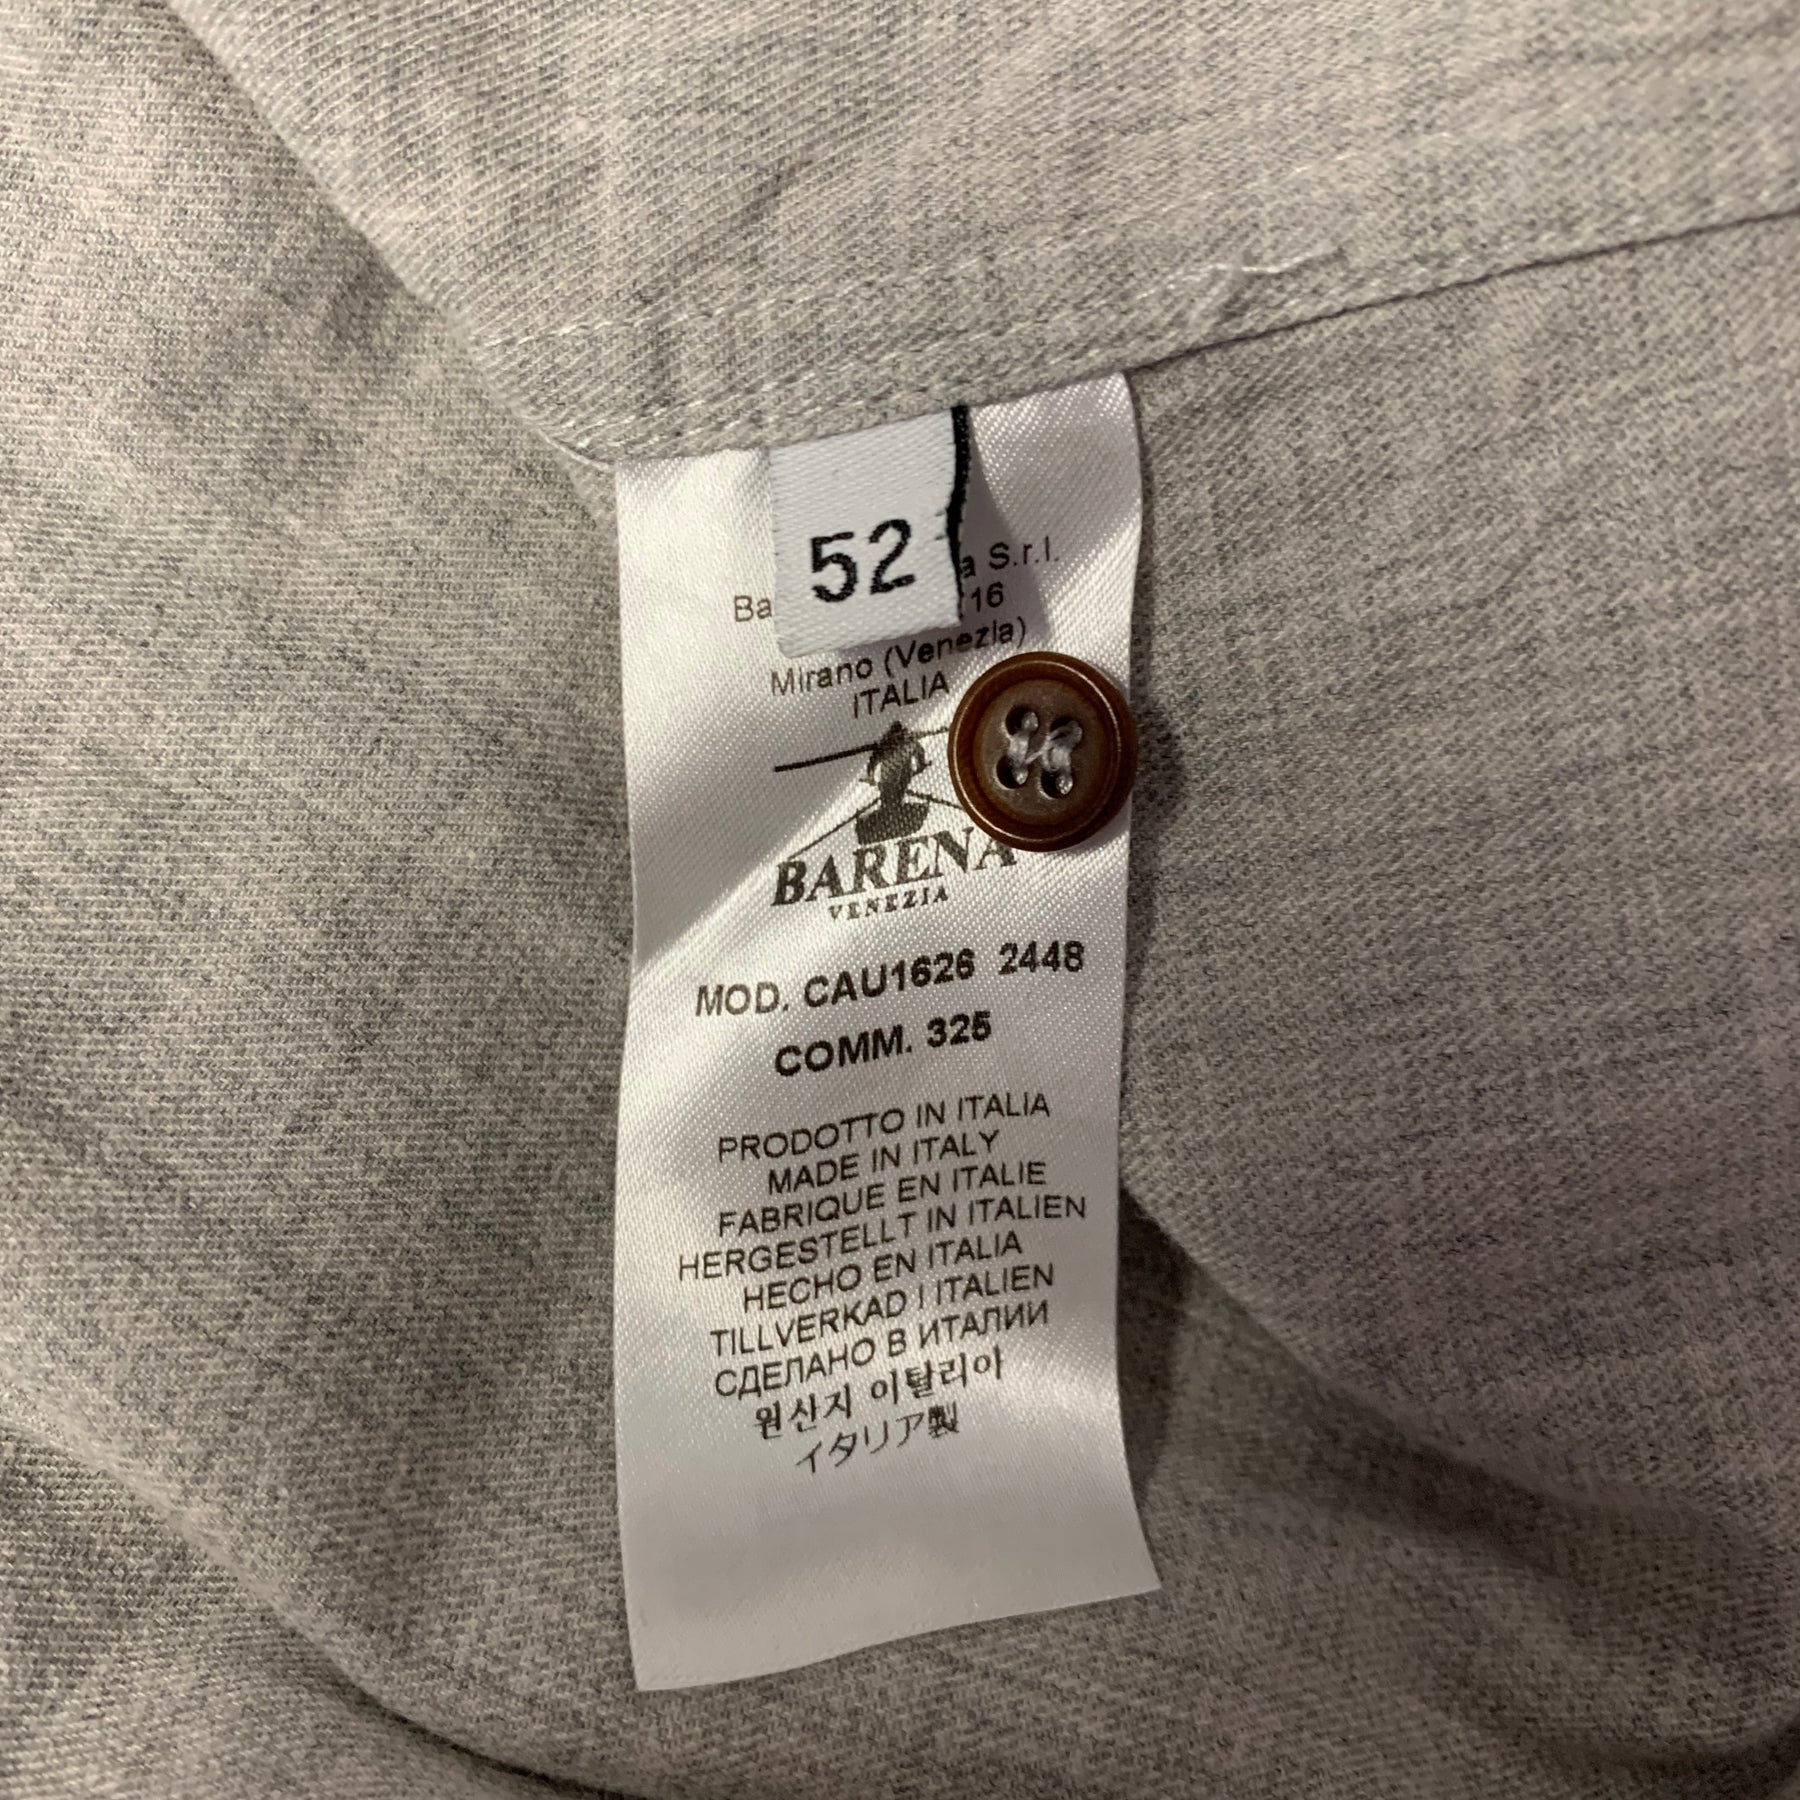 52
S.r.l.
16
Mirano (Venezia)
ITALIA
BARENA
VENEZIA
MOD. CAU1626 2448
COMM. 325
PRODOTTO IN ITALIA
MADE IN ITALY
FABRIQUE EN ITALIE
HERGESTELLT IN ITALIEN
HECHO EN ITALIA
TILLVERKAD I ITALIEN
СДЕЛАНО В ИТАЛИИ
원산지 이탈리아
イタリア製